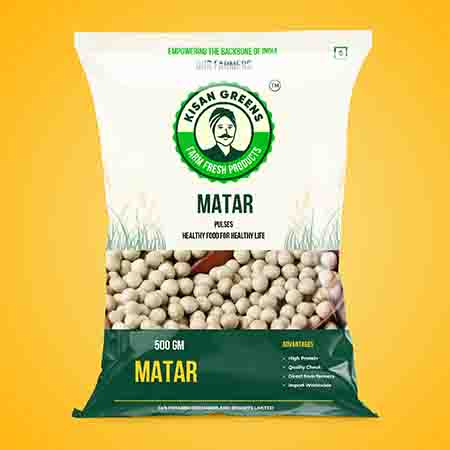 EMPOWERING THE BACKBONE OF INDIA
OUR FARMERS
TM
KISAN GREENS
FARM FRESH PRODUCTS
MATAR
PULSES
HEALTHY FOOD FOR HEALTHY LIFE
500 GM
MATAR
ADVANTAGES
• High Protein
• Quality Check
• Direct from farmers
• Import Worldwide